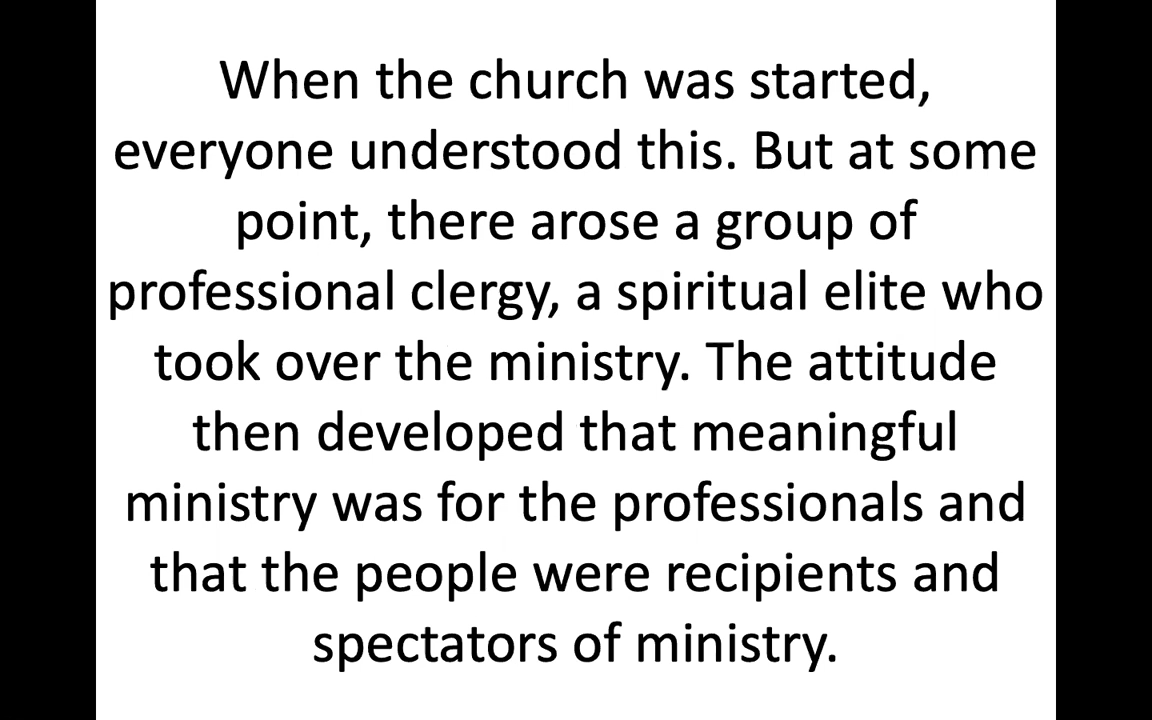 When the church was started,
everyone understood this. But at some
point, there arose a group of
professional clergy, a spiritual elite who
took over the ministry. The attitude
then developed that meaningful
ministry was for the professionals and
that the people were recipients and
spectators of ministry.